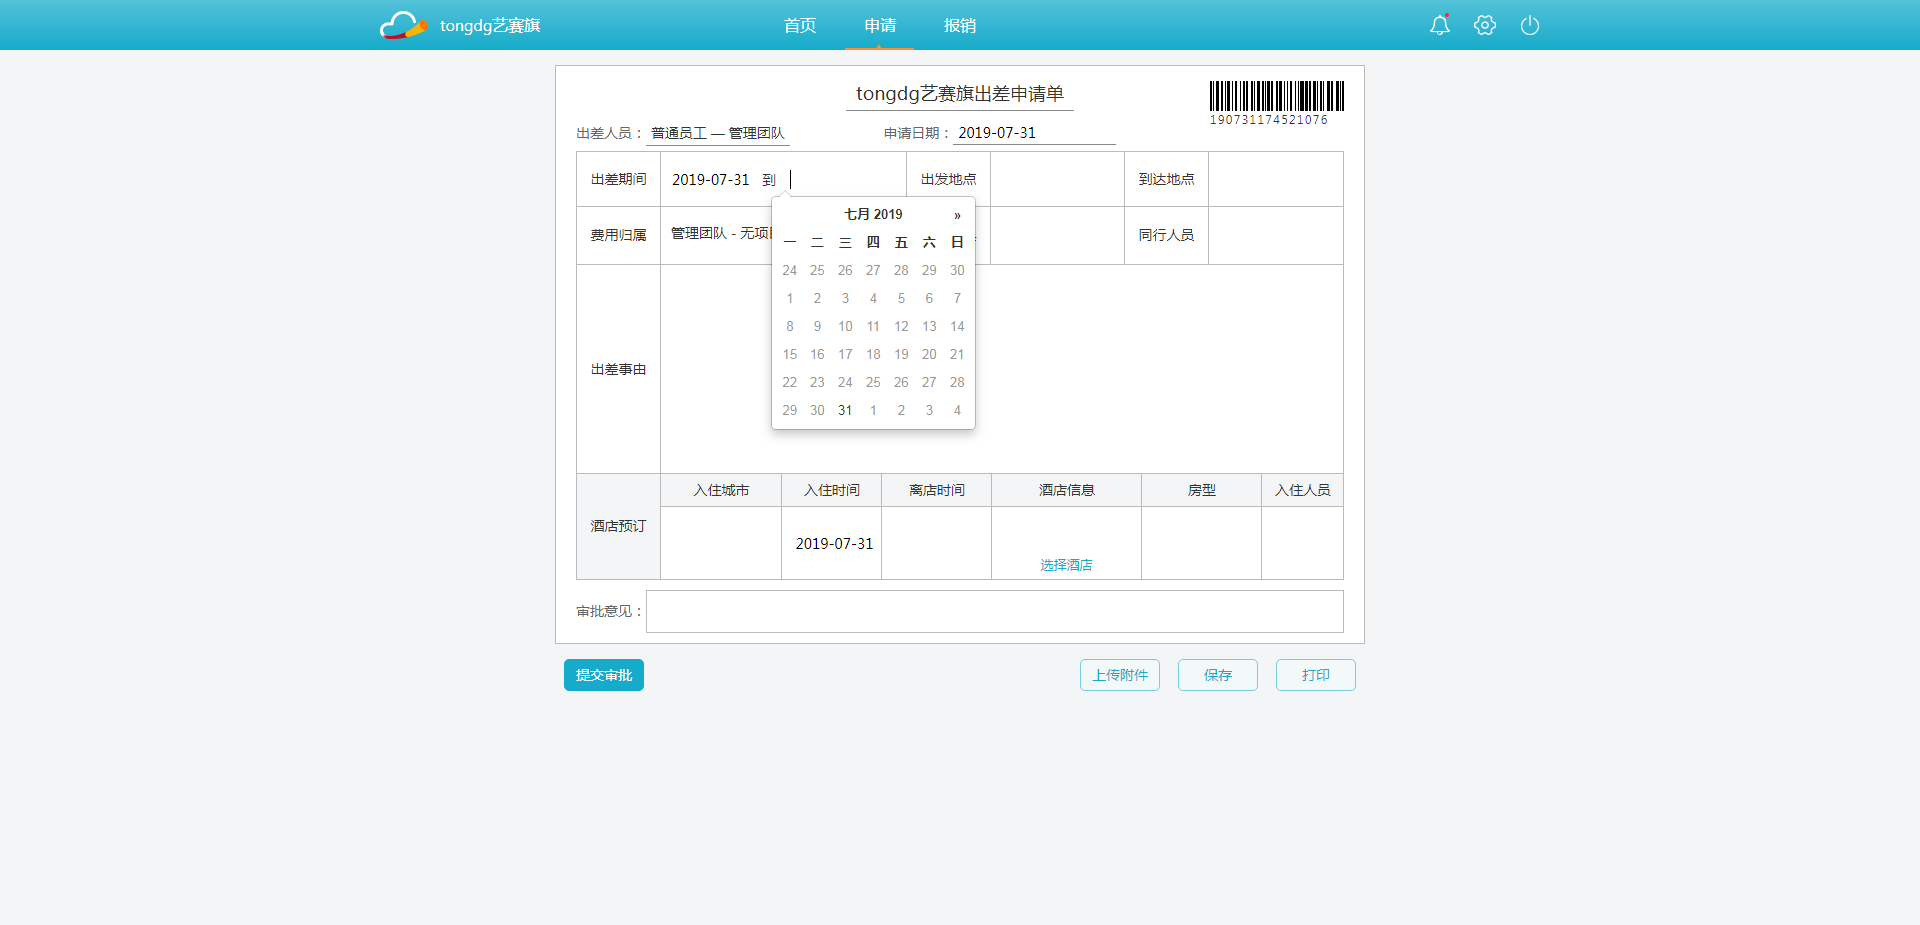 tongdg艺赛旗 首页 申请 报销
tongdg艺赛旗出差申请单
190731174521076
出差人员： 普通员工 — 管理团队 申请日期： 2019-07-31
出差期间 2019-07-31 到 出发地点 到达地点
费用归属 管理团队 - 无项 同行人员
七月 2019 »
一 二 三 四 五 六 日
24 25 26 27 28 29 30
1 2 3 4 5 6 7
8 9 10 11 12 13 14
15 16 17 18 19 20 21
22 23 24 25 26 27 28
29 30 31 1 2 3 4
出差事由
酒店预订 入住城市 入住时间 离店时间 酒店信息 房型 入住人员
2019-07-31
选择酒店
审批意见：
提交审批 上传附件 保存 打印